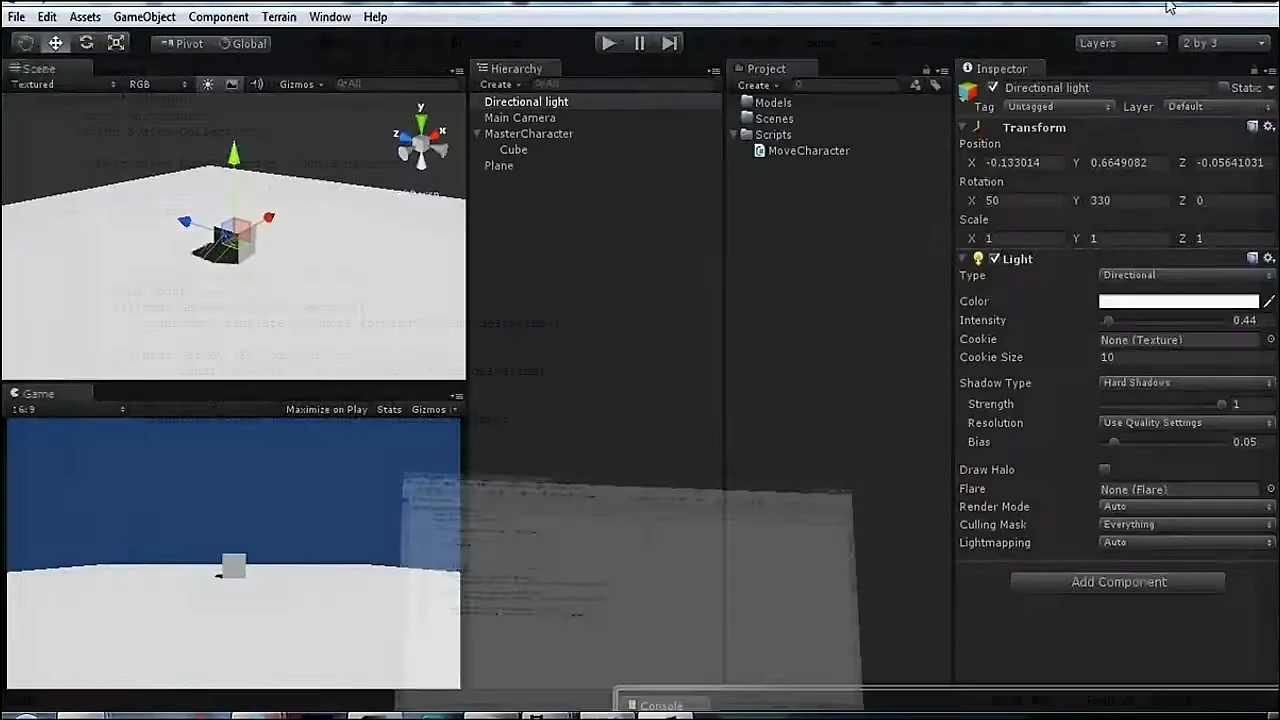 File Edit Assets GameObject Component Terrain Window Help
Pivot Global Layers 2 by 3
Scene
Textured RGB Gizmos All
y
z x
Game
16:9 Maximize on Play Stats Gizmos
Hierarchy
Create All
Directional light
Main Camera
MasterCharacter
Cube
Plane
Project
Create
Models
Scenes
Scripts
MoveCharacter
Inspector
Directional light Static
Tag Untagged Layer Default
Transform
Position
X -0.133014 Y 0.6649082 Z -0.05641031
Rotation
X 50 Y 330 Z 0
Scale
X 1 Y 1 Z 1
Light
Type Directional
Color
Intensity 0.44
Cookie None (Texture)
Cookie Size 10
Shadow Type Hard Shadows
Strength 1
Resolution Use Quality Settings
Bias 0.05
Draw Halo
Flare None (Flare)
Render Mode Auto
Culling Mask Everything
Lightmapping Auto
Add Component
Console